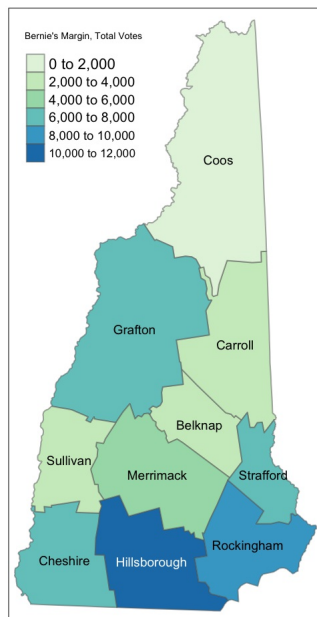 Bernie's Margin, Total Votes
0 to 2,000
2,000 to 4,000
4,000 to 6,000
6,000 to 8,000
8,000 to 10,000
10,000 to 12,000
Coos
Grafton
Carroll
Belknap
Sullivan
Merrimack
Strafford
Rockingham
Cheshire
Hillsborough